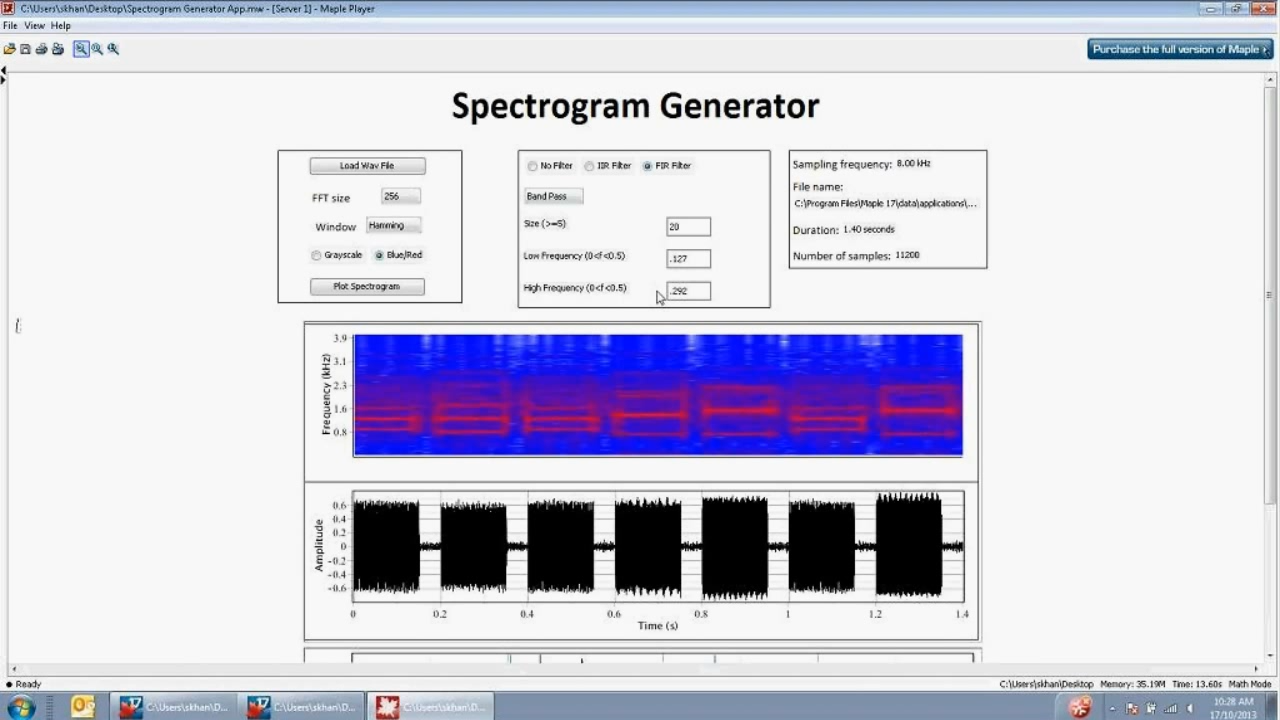 C:\Users\skhan\Desktop\Spectrogram Generator App.mw - [Server 1] - Maple Player
File View Help
Purchase the full version of Maple
Spectrogram Generator
Load Wav File
FFT size 256
Window Hamming
Grayscale Blue/Red
Plot Spectrogram
No Filter IIR Filter FIR Filter
Band Pass
Size (>=5) 20
Low Frequency (0<f<0.5) .127
High Frequency (0<f<0.5) .292
Sampling frequency: 8.00 kHz
File name:
C:\Program Files\Maple 17\data\applications\...
Duration: 1.40 seconds
Number of samples: 11200
Frequency (kHz)
3.9
3.1
2.3
1.6
0.8
Amplitude
0.6
0.4
0.2
0
-0.2
-0.4
-0.6
0 0.2 0.4 0.6 0.8 1 1.2 1.4
Time (s)
Ready
C:\Users\skhan\Desktop Memory: 35.19M Time: 13.60s Math Mode
C:\Users\skhan\D... C:\Users\skhan\D... C:\Users\skhan\D...
10:28 AM
17/10/2013